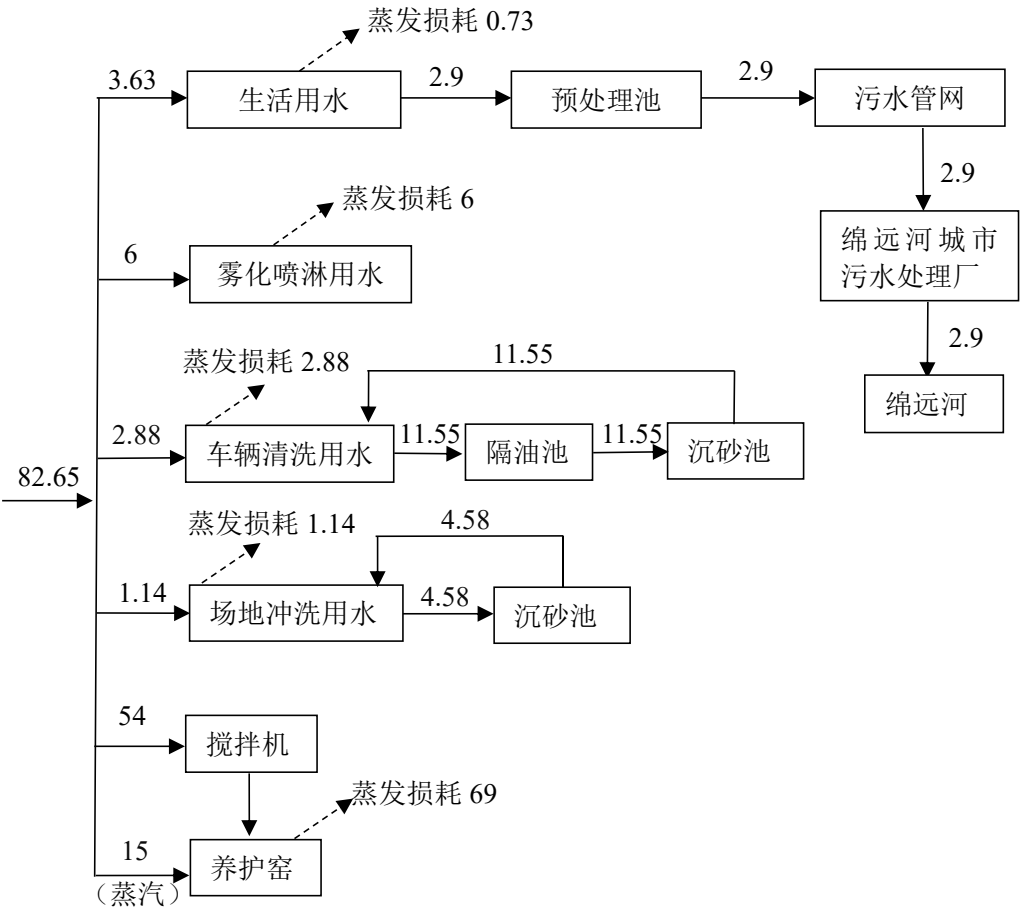 蒸发损耗 0.73
3.63
生活用水
2.9
预处理池
2.9
污水管网
2.9
绵远河城市
污水处理厂
2.9
绵远河
蒸发损耗 6
6
雾化喷淋用水
蒸发损耗 2.88
11.55
2.88
车辆清洗用水
11.55
隔油池
11.55
沉砂池
82.65
蒸发损耗 1.14
4.58
1.14
场地冲洗用水
4.58
沉砂池
54
搅拌机
蒸发损耗 69
15
（蒸汽）
养护窑